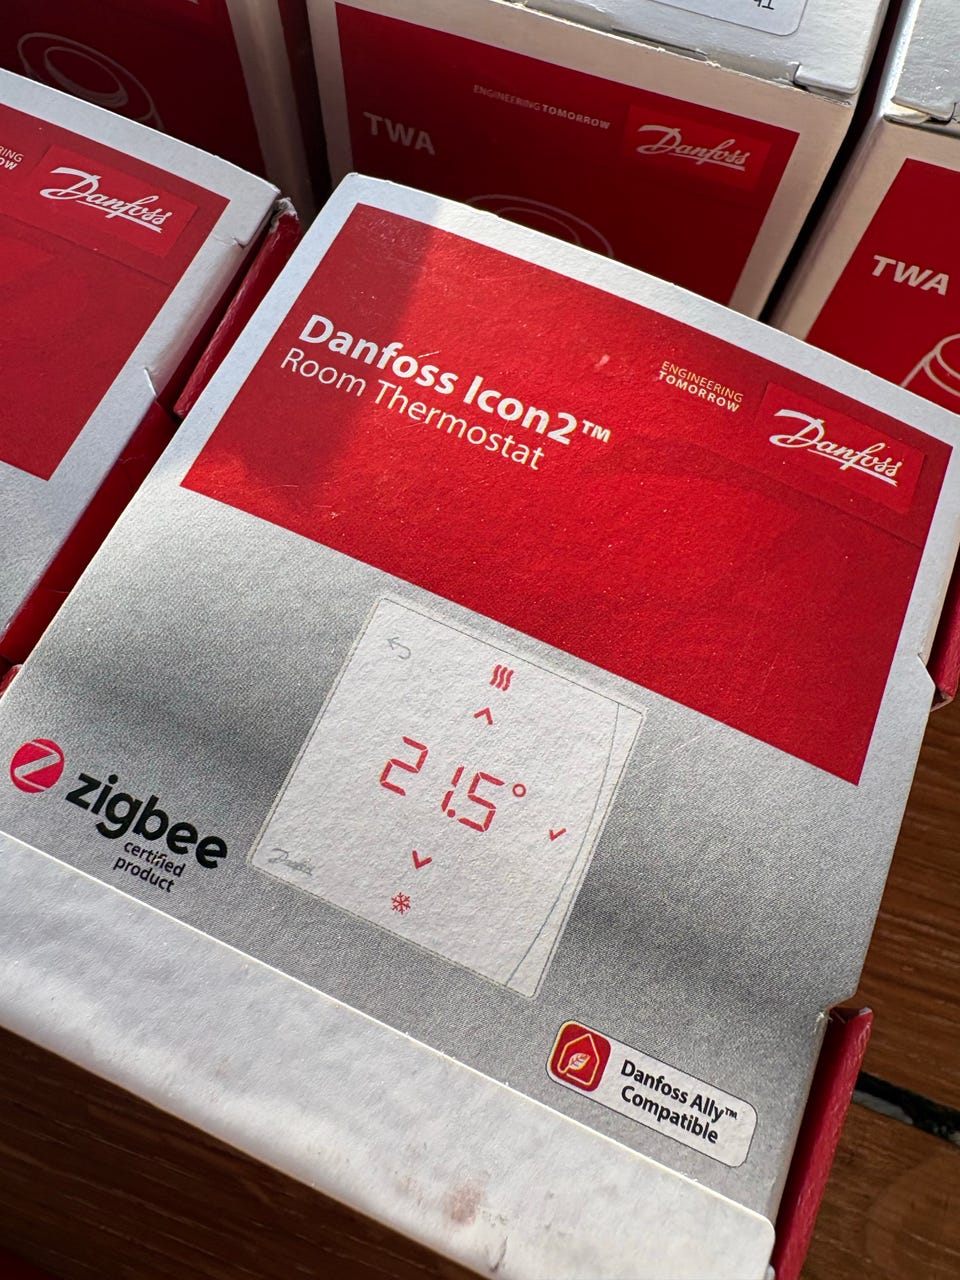 ENGINEERING TOMORROW
Danfoss
TWA
Danfoss
TWA
Danfoss Icon2™
Room Thermostat
ENGINEERING
TOMORROW
Danfoss
21.5°
Danfoss
zigbee
certified
product
Danfoss Ally™
Compatible